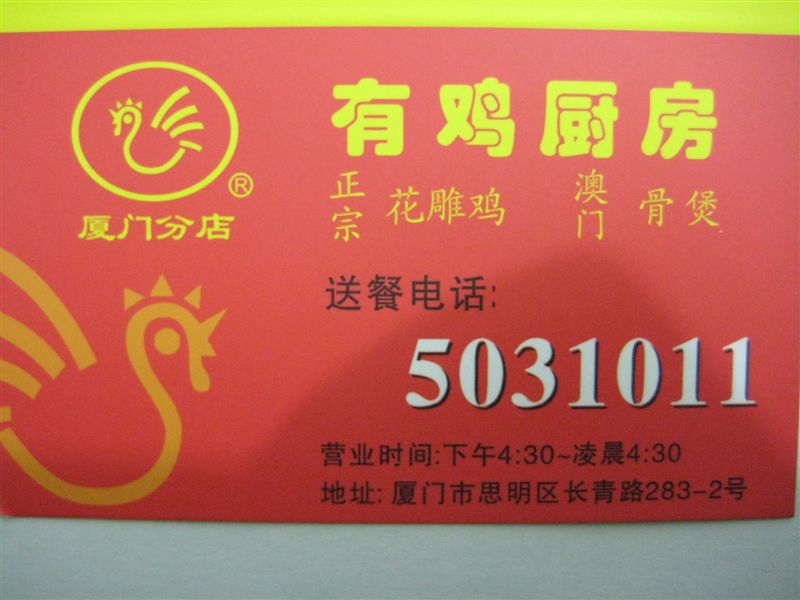 有鸡厨房
正宗 花雕鸡 澳门 骨煲
®
厦门分店
送餐电话:
5031011
营业时间:下午4:30~凌晨4:30
地址: 厦门市思明区长青路283-2号